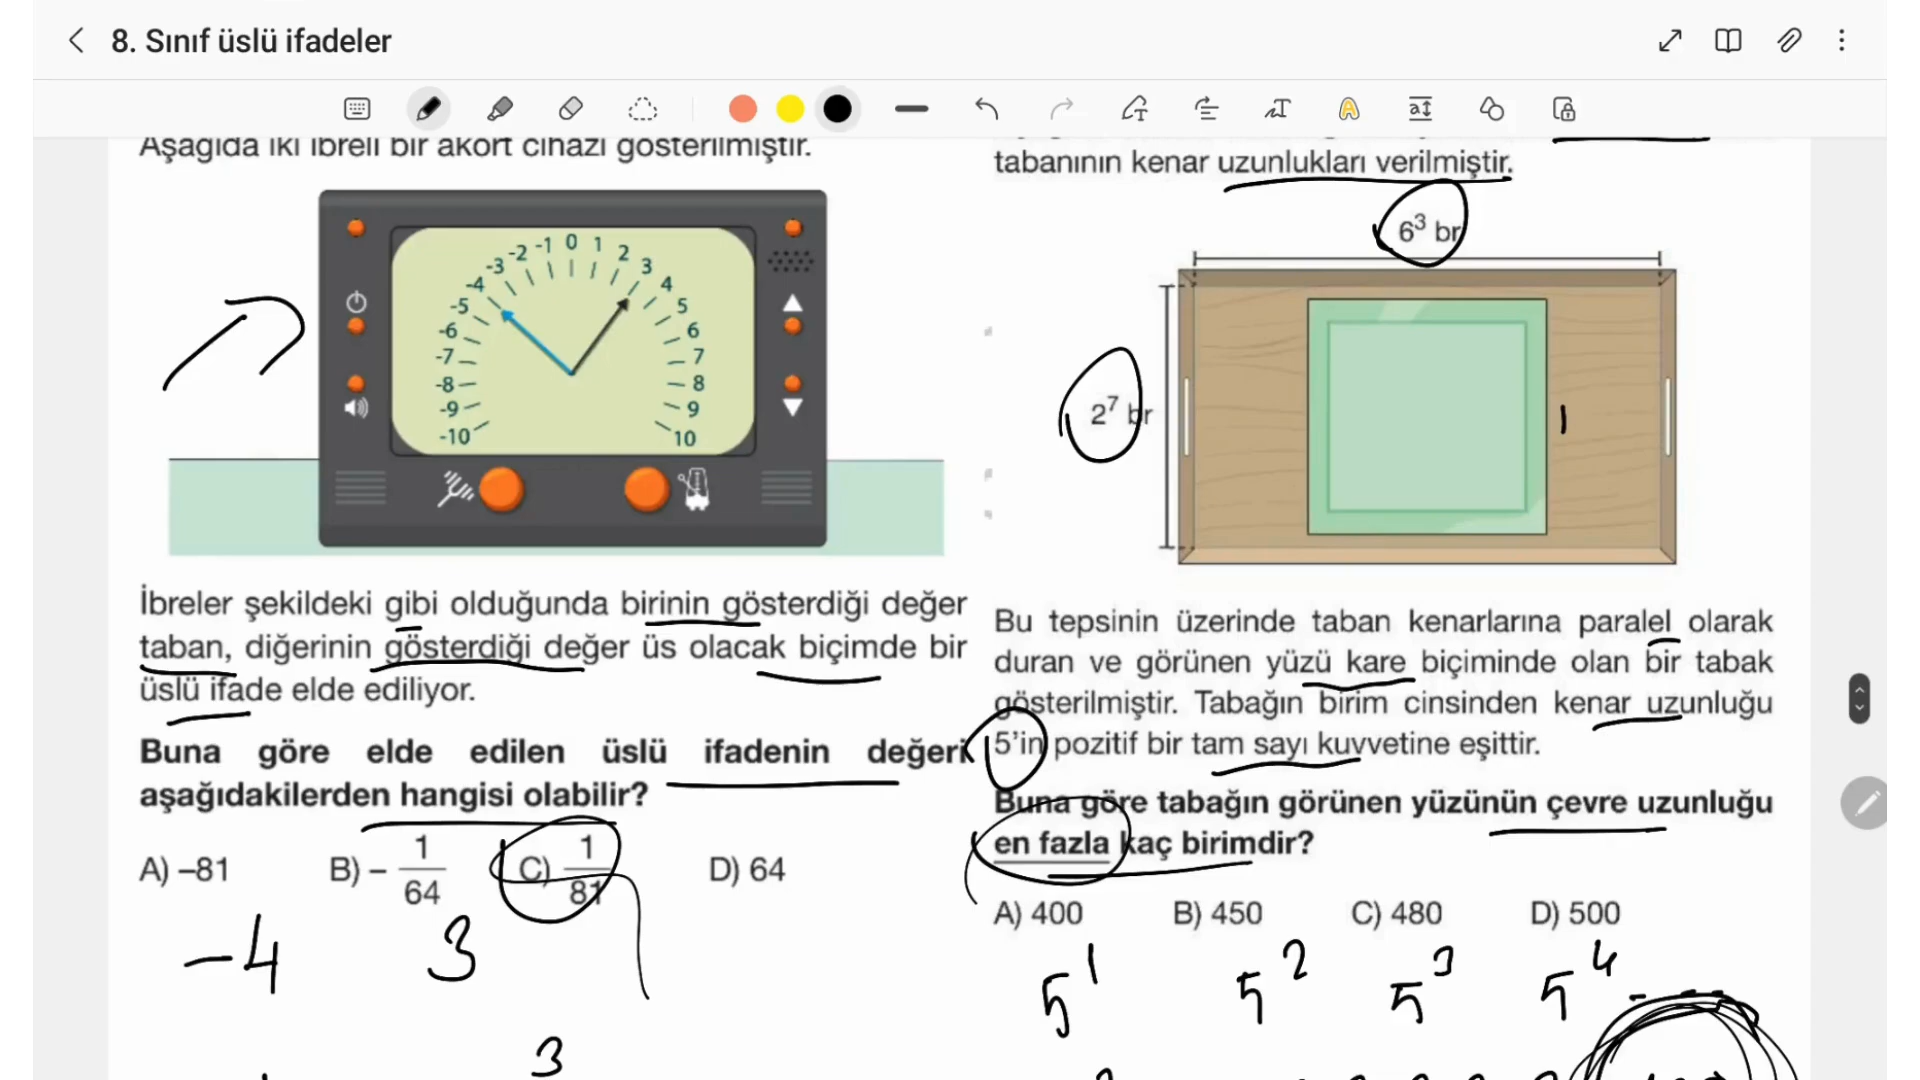 8. Sınıf üslü ifadeler
Aşağıda iki ibreli bir akort cihazı gösterilmiştir.
-10 -9 -8 -7 -6 -5 -4 -3 -2 -1 0 1 2 3 4 5 6 7 8 9 10
İbreler şekildeki gibi olduğunda birinin gösterdiği değer
taban, diğerinin gösterdiği değer üs olacak biçimde bir
üslü ifade elde ediliyor.
Buna göre elde edilen üslü ifadenin değeri
aşağıdakilerden hangisi olabilir?
A) –81 B) – 1/64 C) 1/81 D) 64
-4 3
3
tabanının kenar uzunlukları verilmiştir.
6³ br
2⁷ br
Bu tepsinin üzerinde taban kenarlarına paralel olarak
duran ve görünen yüzü kare biçiminde olan bir tabak
gösterilmiştir. Tabağın birim cinsinden kenar uzunluğu
5'in pozitif bir tam sayı kuvvetine eşittir.
Buna göre tabağın görünen yüzünün çevre uzunluğu
en fazla kaç birimdir?
A) 400 B) 450 C) 480 D) 500
5¹ 5² 5³ 5⁴